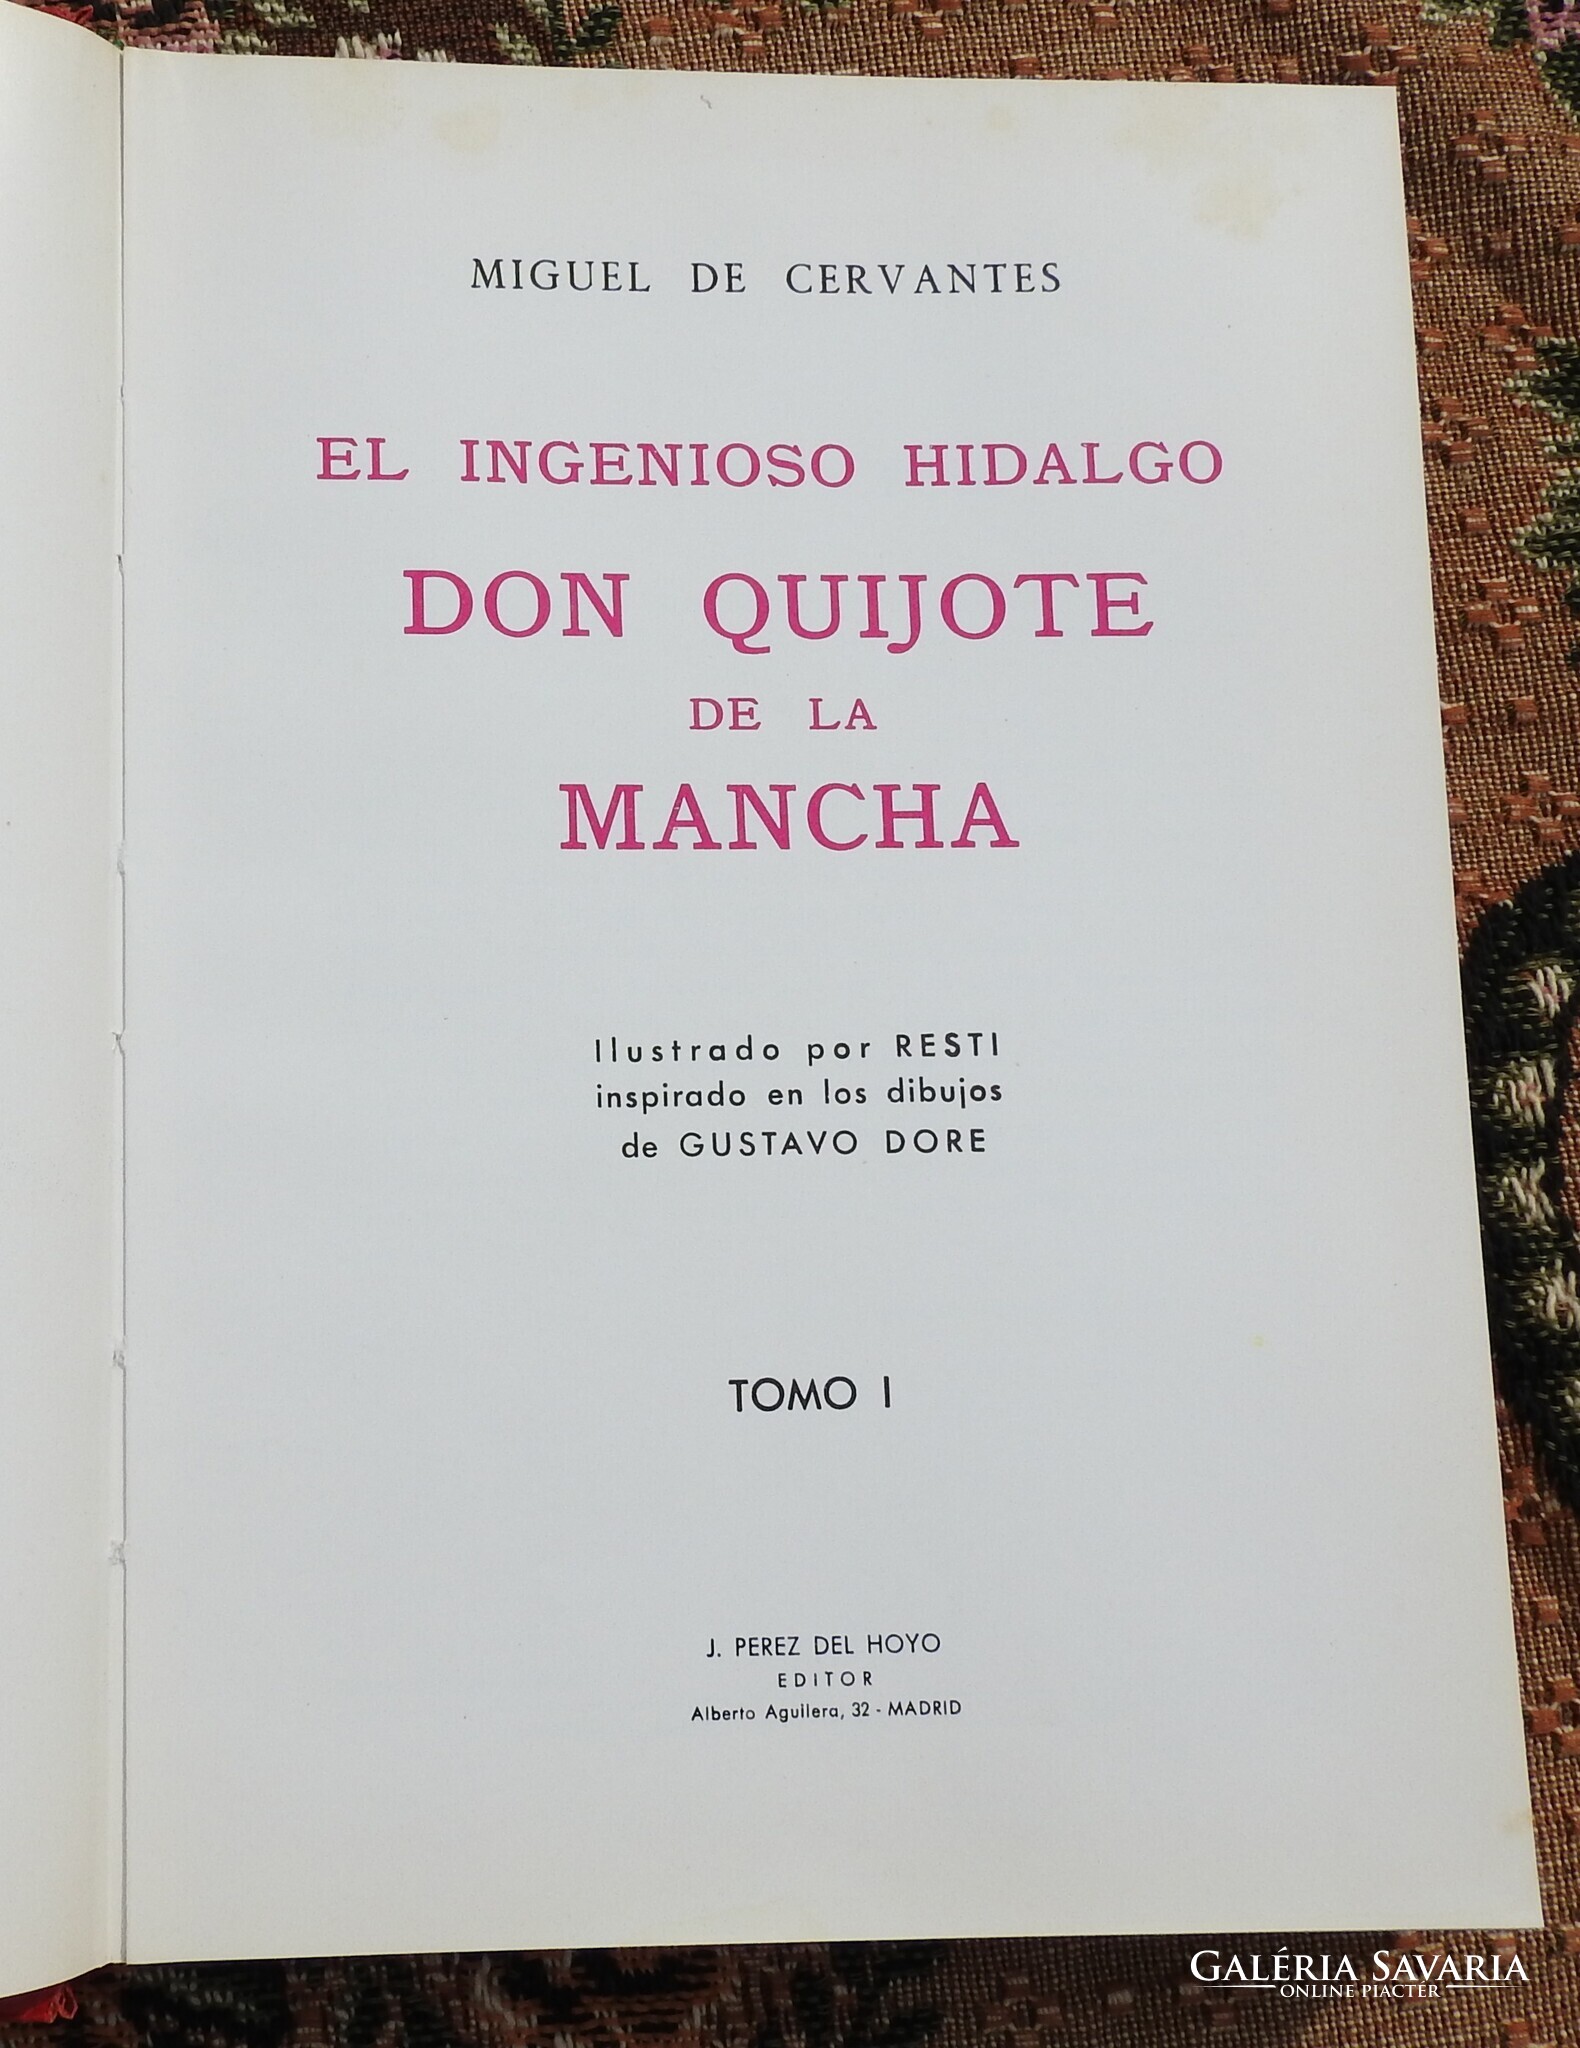 MIGUEL DE CERVANTES
EL INGENIOSO HIDALGO
DON QUIJOTE
DE LA
MANCHA
Ilustrado por RESTI
inspirado en los dibujos
de GUSTAVO DORE
TOMO I
J. PEREZ DEL HOYO
EDITOR
Alberto Aguilera, 32 - MADRID
GALÉRIA SAVARIA
ONLINE PIACTÉR